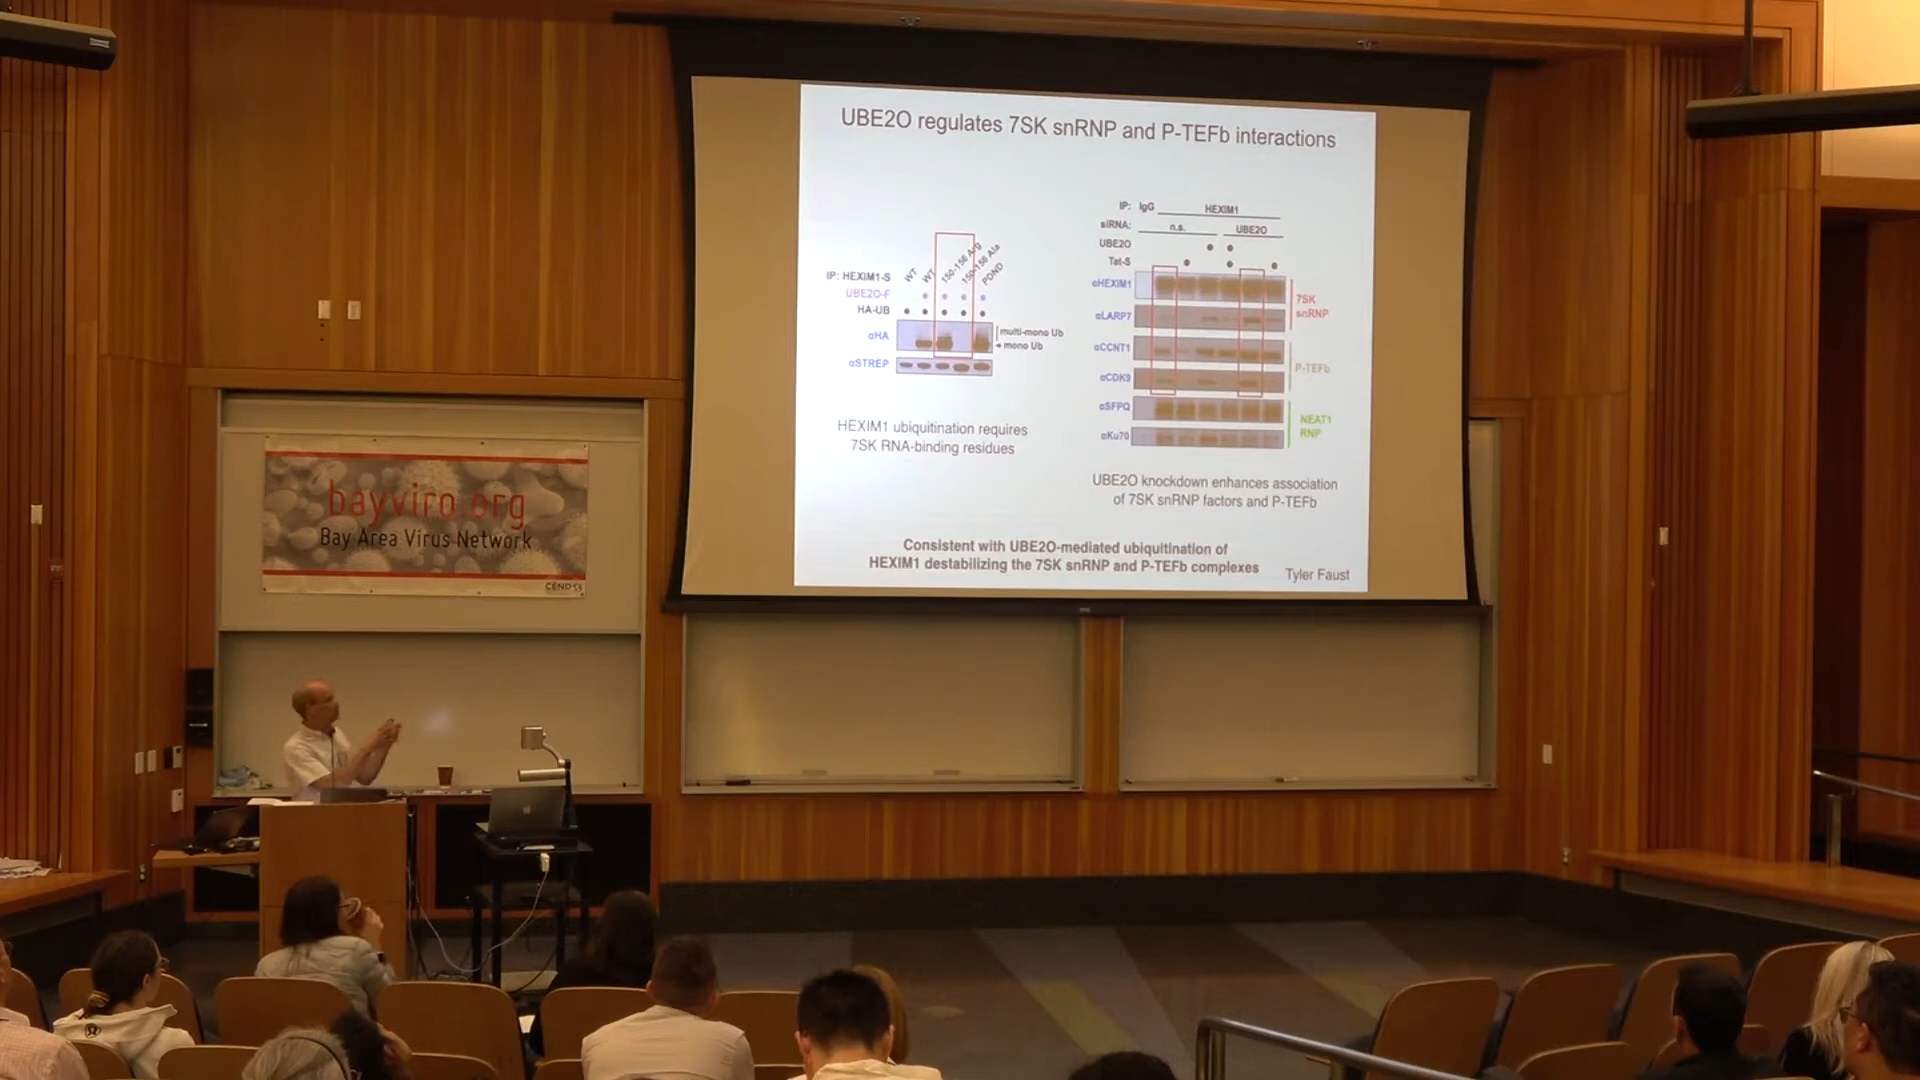 UBE2O regulates 7SK snRNP and P-TEFb interactions
IP: HEXIM1-S
WT
WT
150-156 Arg
150-156 Ala
PDND
UBE2O-F
HA-UB
αHA
multi-mono Ub
mono Ub
αSTREP
HEXIM1 ubiquitination requires
7SK RNA-binding residues
IP: IgG HEXIM1
siRNA: n.s. UBE2O
UBE2O
Tat-S
αHEXIM1
αLARP7
αCCNT1
αCDK9
αSFPQ
αKu70
7SK
snRNP
P-TEFb
NEAT1
RNP
UBE2O knockdown enhances association
of 7SK snRNP factors and P-TEFb
Consistent with UBE2O-mediated ubiquitination of
HEXIM1 destabilizing the 7SK snRNP and P-TEFb complexes
Tyler Faust
bayviro.org
Bay Area Virus Network
CEND